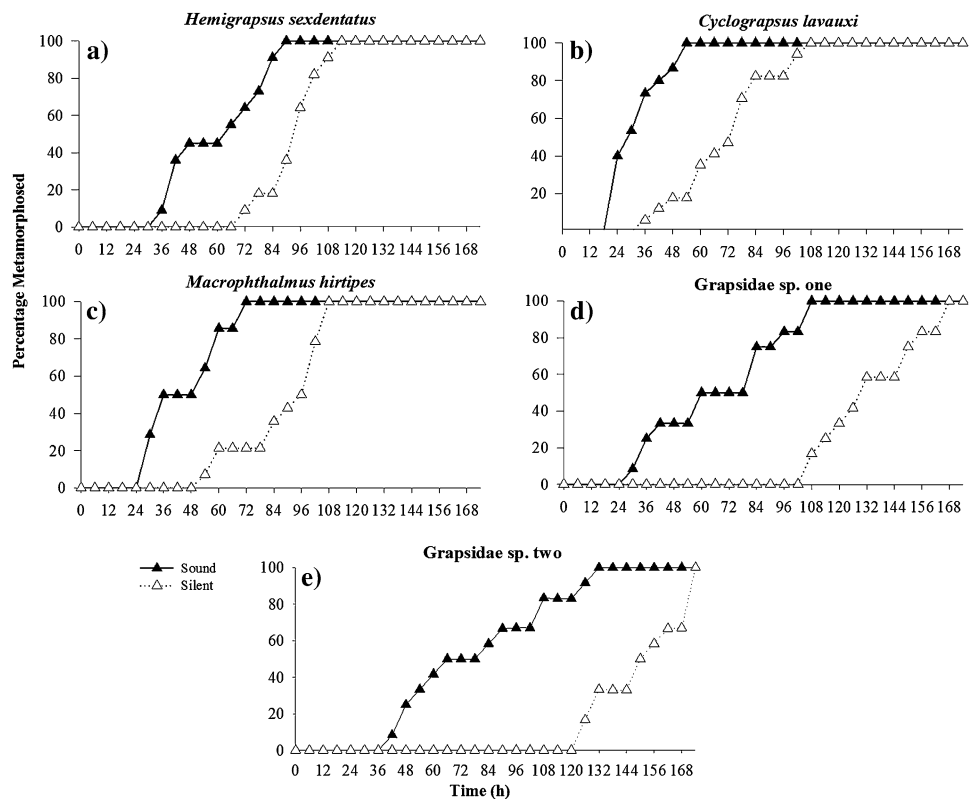 Hemigrapsus sexdentatus
a)
100
80
60
40
20
0
0 12 24 36 48 60 72 84 96 108 120 132 144 156 168
Cyclograpsus lavauxi
b)
100
80
60
40
20
0 12 24 36 48 60 72 84 96 108 120 132 144 156 168
Percentage Metamorphosed
Macrophthalmus hirtipes
c)
100
80
60
40
20
0
0 12 24 36 48 60 72 84 96 108 120 132 144 156 168
Grapsidae sp. one
d)
100
80
60
40
20
0
0 12 24 36 48 60 72 84 96 108 120 132 144 156 168
Sound
Silent
Grapsidae sp. two
e)
100
80
60
40
20
0
0 12 24 36 48 60 72 84 96 108 120 132 144 156 168
Time (h)